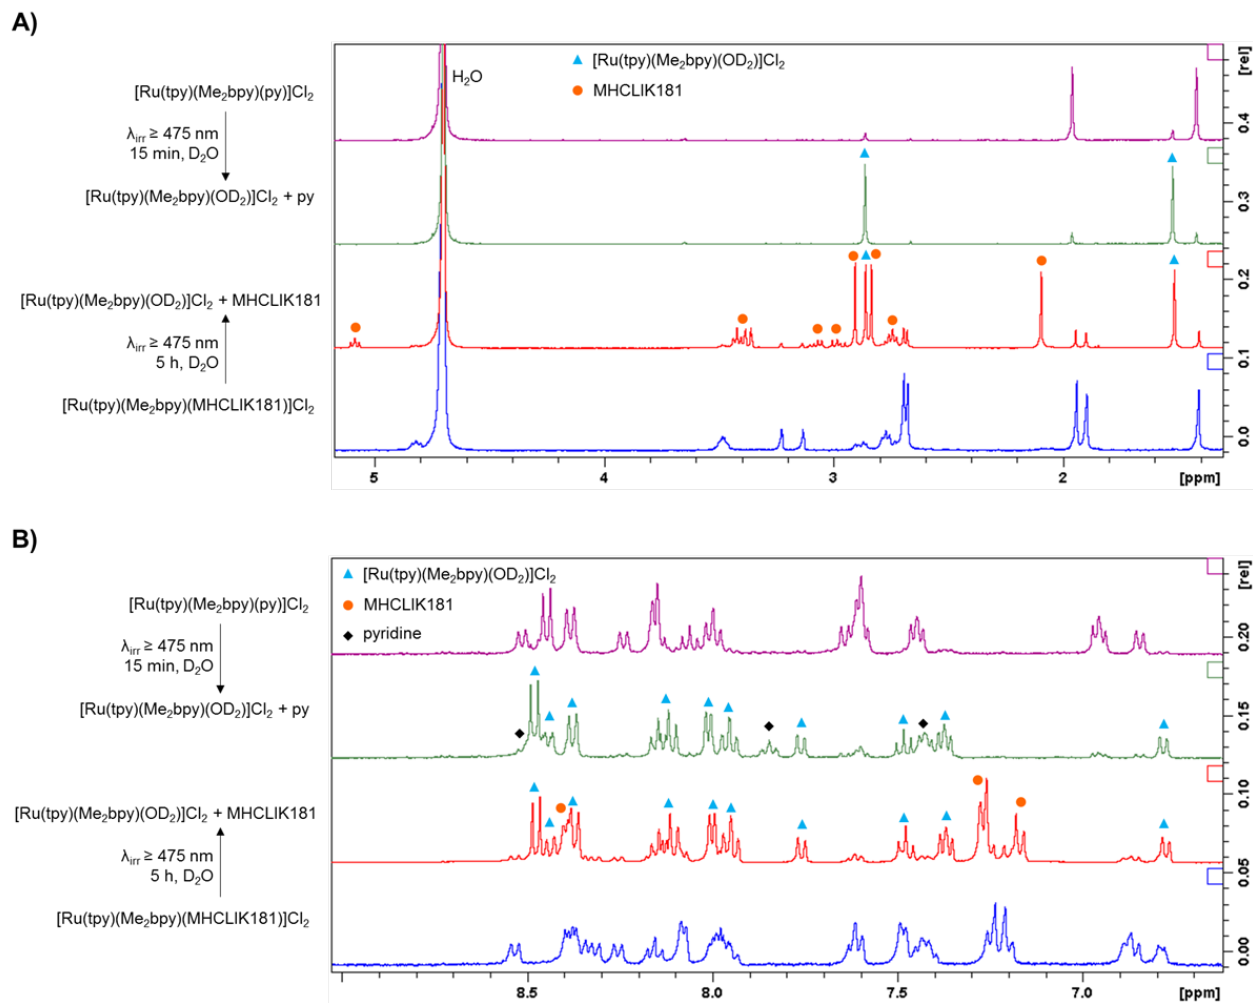 A)
[Ru(tpy)(Me₂bpy)(py)]Cl₂
λirr ≥ 475 nm
15 min, D₂O
[Ru(tpy)(Me₂bpy)(OD₂)]Cl₂ + py
[Ru(tpy)(Me₂bpy)(OD₂)]Cl₂ + MHCLIK181
λirr ≥ 475 nm
5 h, D₂O
[Ru(tpy)(Me₂bpy)(MHCLIK181)]Cl₂
H₂O
[Ru(tpy)(Me₂bpy)(OD₂)]Cl₂
MHCLIK181
[rel]
0.4
0.3
0.2
0.1
0.0
5 4 3 2 [ppm]
B)
[Ru(tpy)(Me₂bpy)(py)]Cl₂
λirr ≥ 475 nm
15 min, D₂O
[Ru(tpy)(Me₂bpy)(OD₂)]Cl₂ + py
[Ru(tpy)(Me₂bpy)(OD₂)]Cl₂ + MHCLIK181
λirr ≥ 475 nm
5 h, D₂O
[Ru(tpy)(Me₂bpy)(MHCLIK181)]Cl₂
[Ru(tpy)(Me₂bpy)(OD₂)]Cl₂
MHCLIK181
pyridine
[rel]
0.20
0.15
0.10
0.05
0.00
8.5 8.0 7.5 7.0 [ppm]